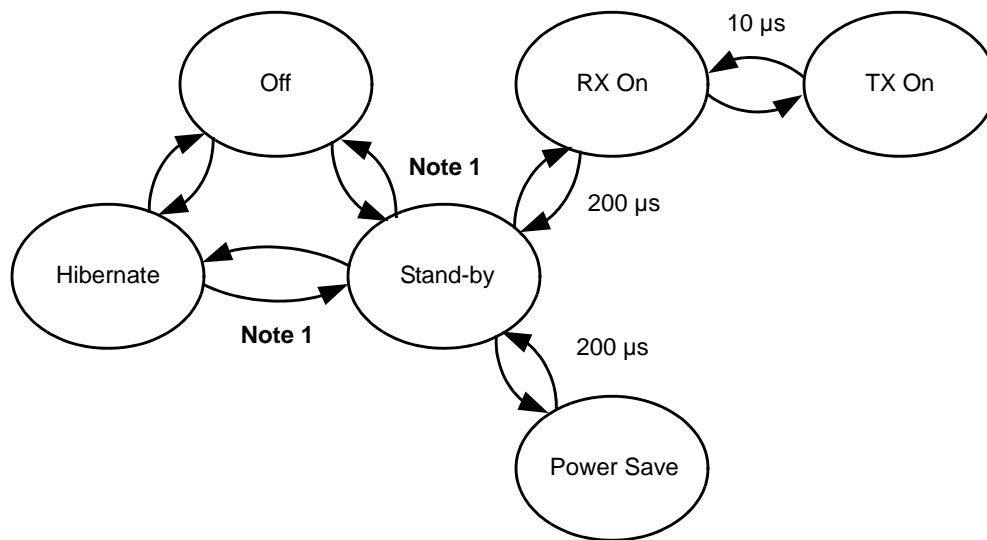 10 µs
Off
RX On
TX On
Note 1
200 µs
Hibernate
Stand-by
Note 1
200 µs
Power Save